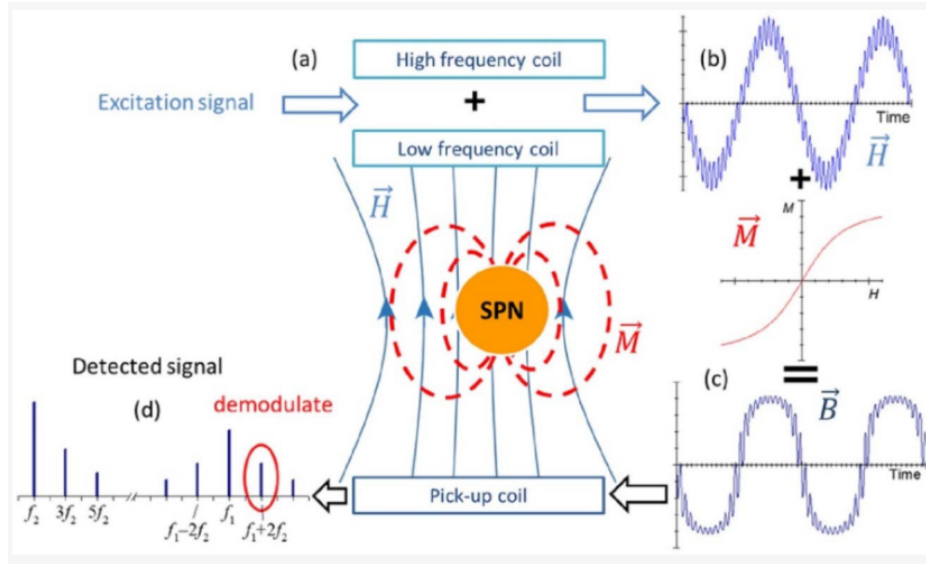 (a)
High frequency coil
(b)
Excitation signal
+
Time
H⃗
Low frequency coil
+
H⃗
M
M⃗
H
SPN
M⃗
=
Detected signal
(c)
B⃗
(d)
demodulate
Time
Pick-up coil
f₂ 3f₂ 5f₂ // f₁ /
f₁–2f₂ f₁+2f₂